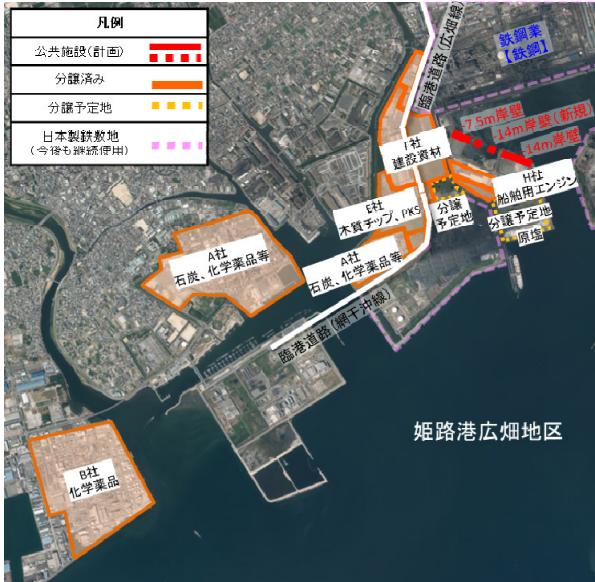 凡例
公共施設(計画)
分譲済み
分譲予定地
日本製鉄敷地
(今後も継続使用)
臨港道路(広畑線)
鉄鋼業
【鉄鋼】
-7.5m岸壁
-14m岸壁(新規)
-14m岸壁
F社
建設資材
H社
船舶用エンジン
E社
木質チップ、PKS
分譲
予定地
分譲予定地
原塩
A社
石炭、化学薬品等
A社
石炭、化学薬品等
臨港道路(網干沖線)
姫路港広畑地区
B社
化学薬品